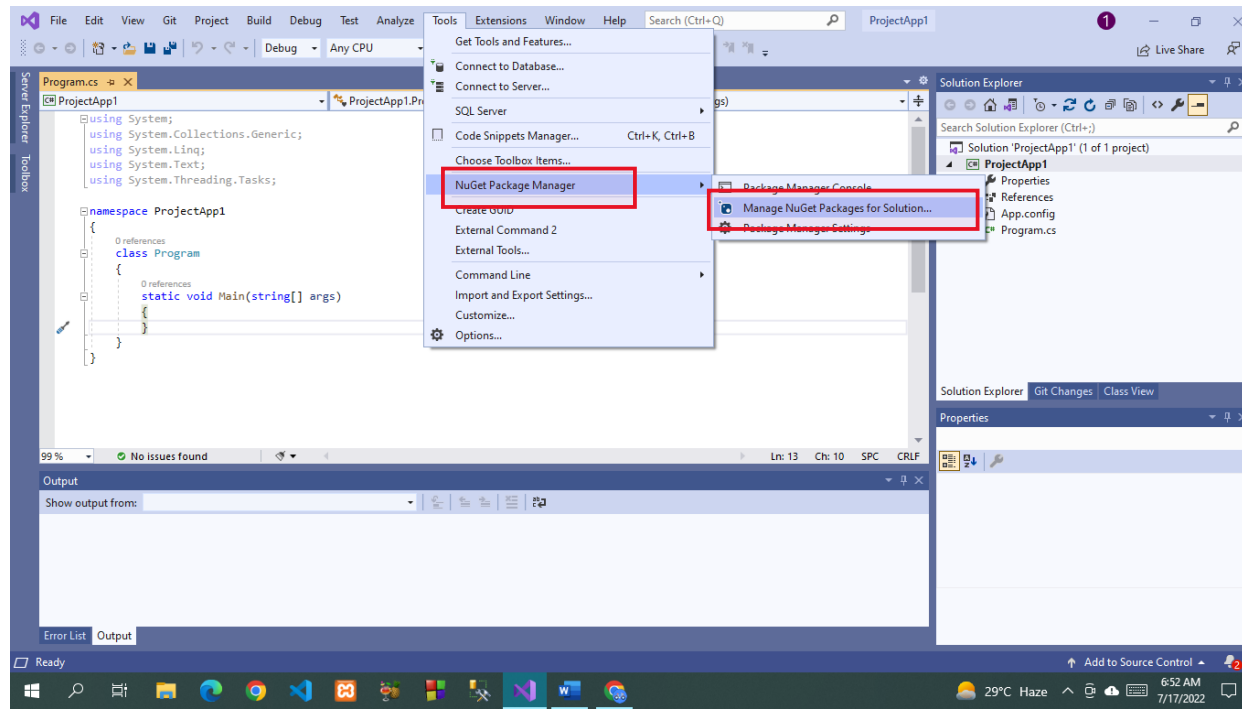 File Edit View Git Project Build Debug Test Analyze Tools Extensions Window Help Search (Ctrl+Q) ProjectApp1 1
Debug Any CPU Live Share
Server Explorer
Toolbox
Program.cs
ProjectApp1 ProjectApp1.Pr gs)
using System;
using System.Collections.Generic;
using System.Linq;
using System.Text;
using System.Threading.Tasks;
namespace ProjectApp1
{
0 references
class Program
{
0 references
static void Main(string[] args)
{
}
}
}
Get Tools and Features...
Connect to Database...
Connect to Server...
SQL Server
Code Snippets Manager... Ctrl+K, Ctrl+B
Choose Toolbox Items...
NuGet Package Manager
Create GUID
External Command 2
External Tools...
Command Line
Import and Export Settings...
Customize...
Options...
Package Manager Console
Manage NuGet Packages for Solution...
Package Manager Settings
Solution Explorer
Search Solution Explorer (Ctrl+;)
Solution 'ProjectApp1' (1 of 1 project)
C# ProjectApp1
Properties
References
App.config
Program.cs
Solution Explorer Git Changes Class View
Properties
99 % No issues found Ln: 13 Ch: 10 SPC CRLF
Output
Show output from:
Error List Output
Ready Add to Source Control 2
29°C Haze 6:52 AM
7/17/2022